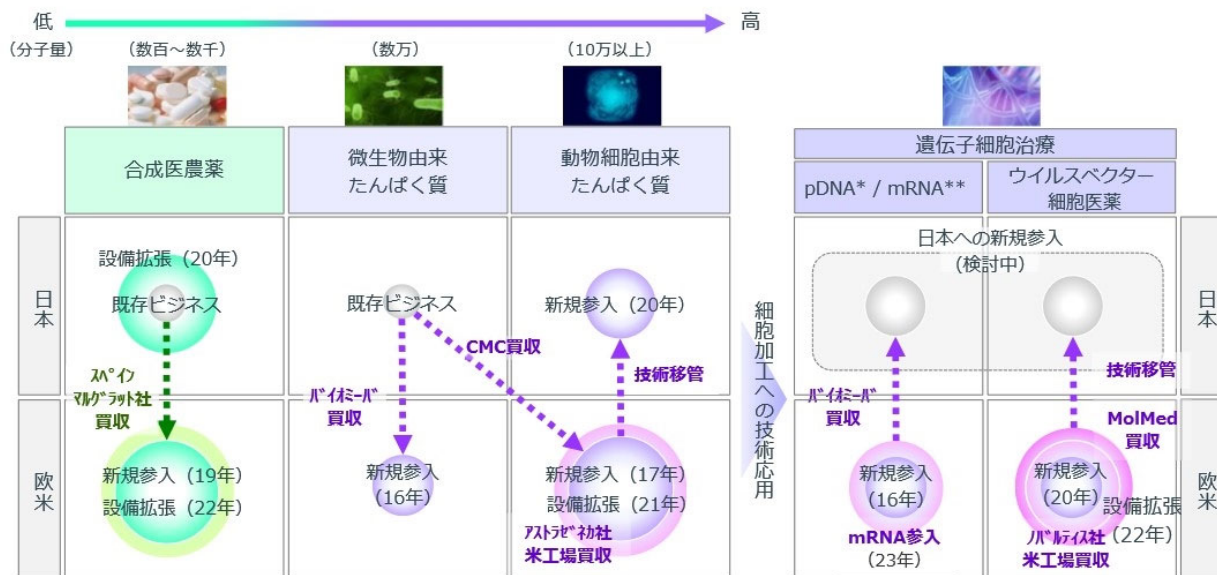 低
高
(分子量)
(数百~数千)
(数万)
(10万以上)
合成医農薬
微生物由来
たんぱく質
動物細胞由来
たんぱく質
遺伝子細胞治療
pDNA* / mRNA**
ウイルスベクター
細胞医薬
日本
設備拡張 (20年)
既存ビジネス
既存ビジネス
新規参入 (20年)
日本への新規参入
(検討中)
日本
スペイン
マルグラット社
買収
バイオミーバ
買収
CMC買収
技術移管
細胞加工への技術応用
バイオミーバ
買収
技術移管
MolMed
買収
欧米
新規参入 (19年)
設備拡張 (22年)
新規参入
(16年)
新規参入 (17年)
設備拡張 (21年)
アストラゼネカ社
米工場買収
新規参入
(16年)
mRNA参入
(23年)
新規参入
(20年)
設備拡張
(22年)
ノバルティス社
米工場買収
欧米